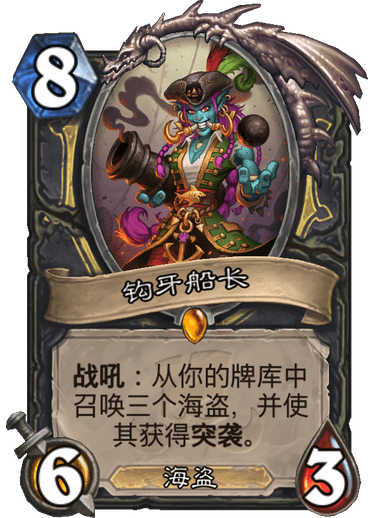 8
钩牙船长
战吼：从你的牌库中
召唤三个海盗，并使
其获得突袭。
6
海盗
3